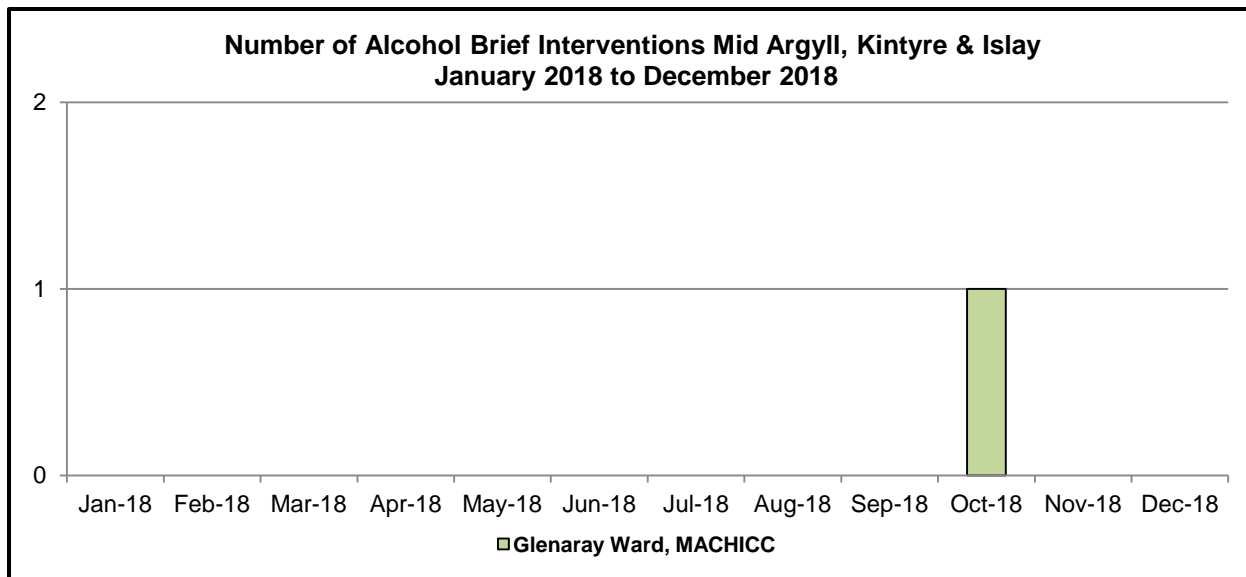 Number of Alcohol Brief Interventions Mid Argyll, Kintyre & Islay
January 2018 to December 2018
2
1
0
Jan-18 Feb-18 Mar-18 Apr-18 May-18 Jun-18 Jul-18 Aug-18 Sep-18 Oct-18 Nov-18 Dec-18
Glenaray Ward, MACHICC